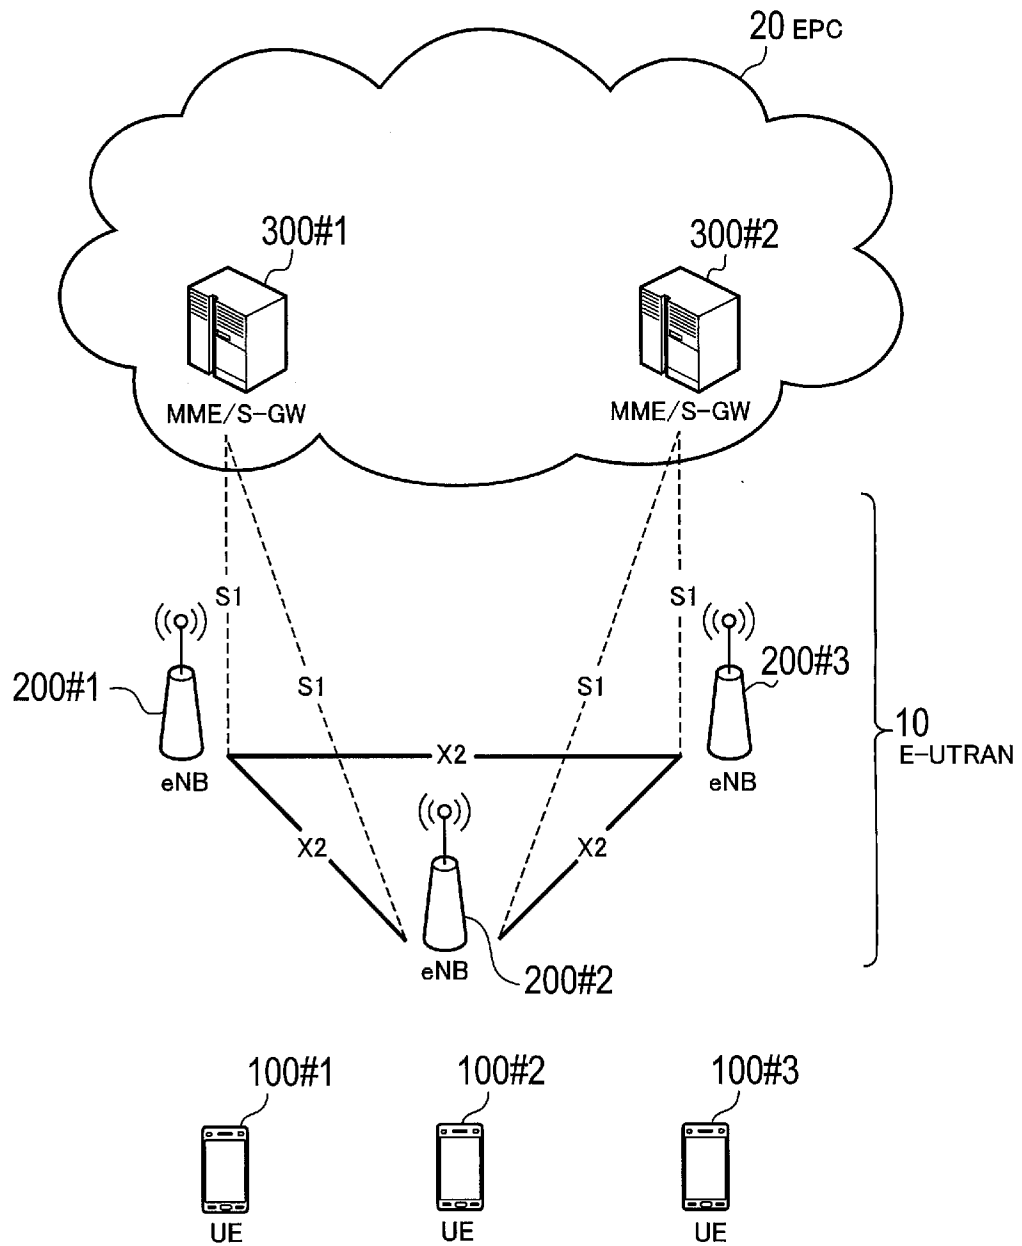 20 EPC
300#1
300#2
MME/S-GW
MME/S-GW
S1
S1
200#1
S1
S1
200#3
10
E-UTRAN
X2
eNB
eNB
X2
X2
eNB
200#2
100#1
100#2
100#3
UE
UE
UE